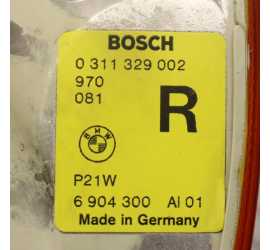 BOSCH
0 311 329 002
970
081
R
BMW
P21W
6 904 300 AI 01
Made in Germany